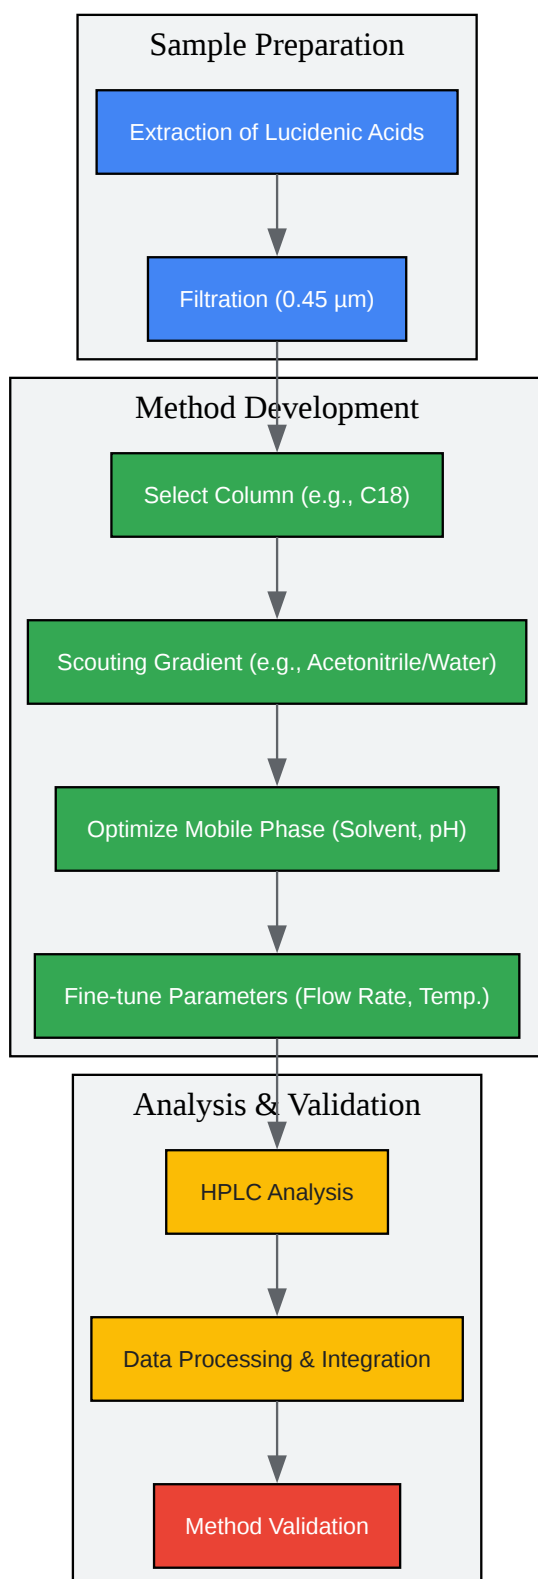 Sample Preparation
Extraction of Lucidenic Acids
Filtration (0.45 µm)
Method Development
Select Column (e.g., C18)
Scouting Gradient (e.g., Acetonitrile/Water)
Optimize Mobile Phase (Solvent, pH)
Fine-tune Parameters (Flow Rate, Temp.)
Analysis & Validation
HPLC Analysis
Data Processing & Integration
Method Validation